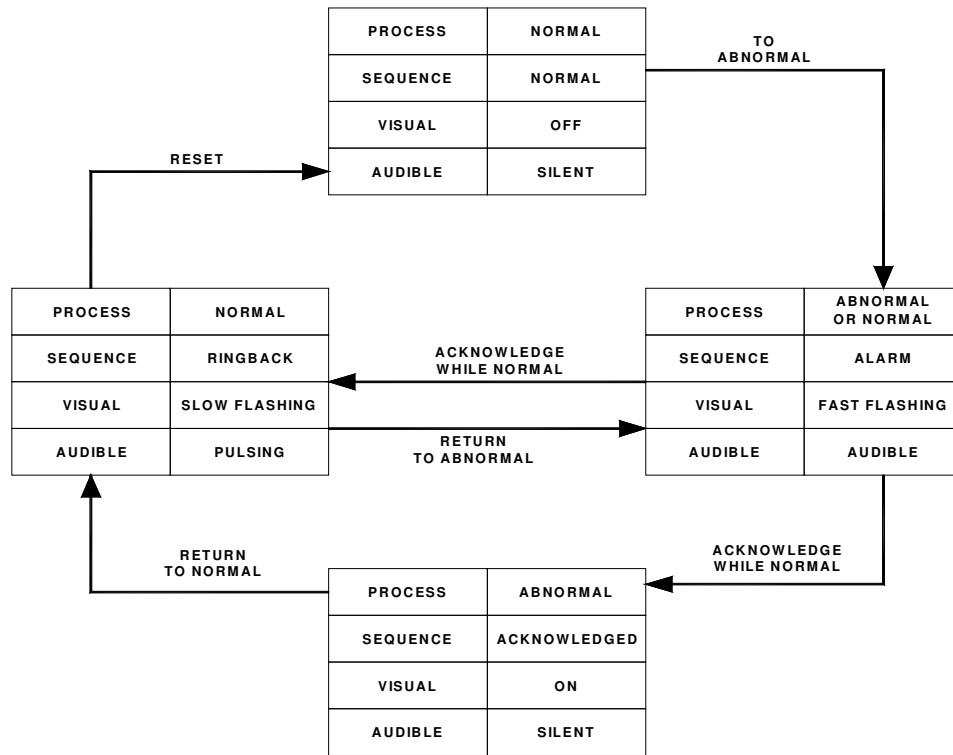 PROCESS NORMAL
SEQUENCE NORMAL
VISUAL OFF
AUDIBLE SILENT
TO
ABNORMAL
RESET
PROCESS NORMAL
SEQUENCE RINGBACK
VISUAL SLOW FLASHING
AUDIBLE PULSING
ACKNOWLEDGE
WHILE NORMAL
RETURN
TO ABNORMAL
PROCESS ABNORMAL
OR NORMAL
SEQUENCE ALARM
VISUAL FAST FLASHING
AUDIBLE AUDIBLE
RETURN
TO NORMAL
ACKNOWLEDGE
WHILE NORMAL
PROCESS ABNORMAL
SEQUENCE ACKNOWLEDGED
VISUAL ON
AUDIBLE SILENT